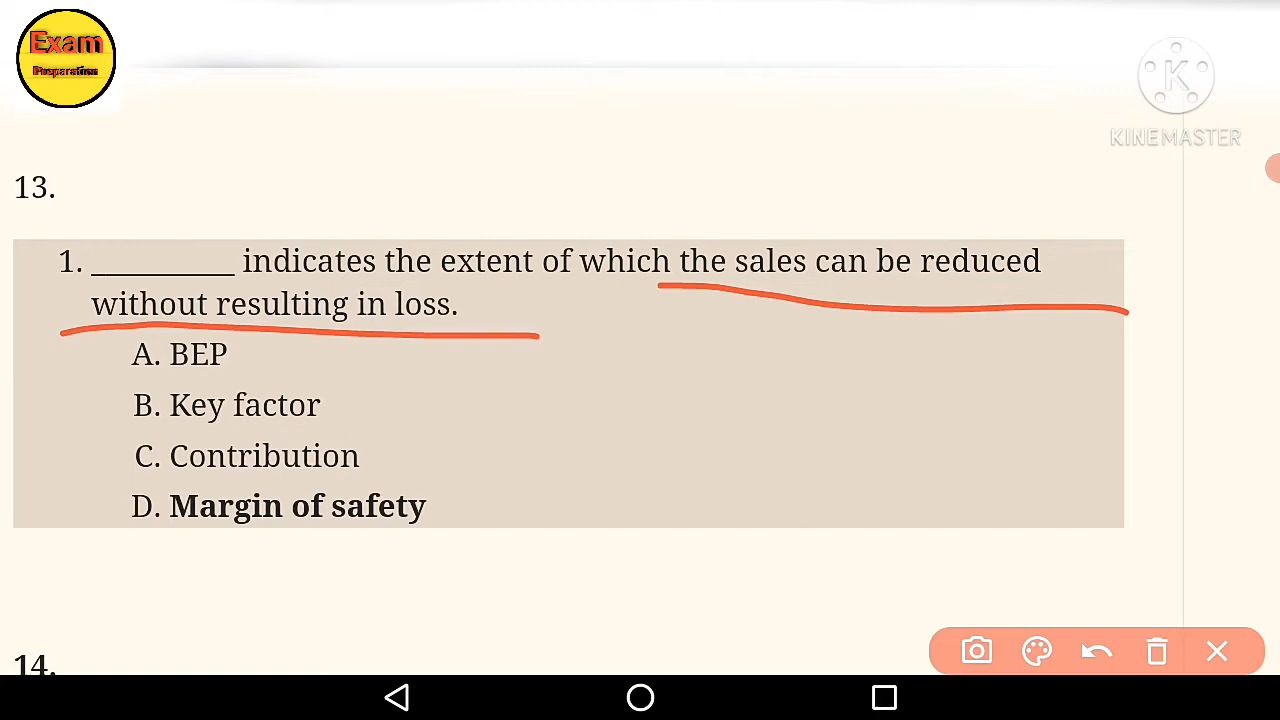 Exam
Preparation
KINEMASTER
13.
1. _________ indicates the extent of which the sales can be reduced
without resulting in loss.
A. BEP
B. Key factor
C. Contribution
D. Margin of safety
14.